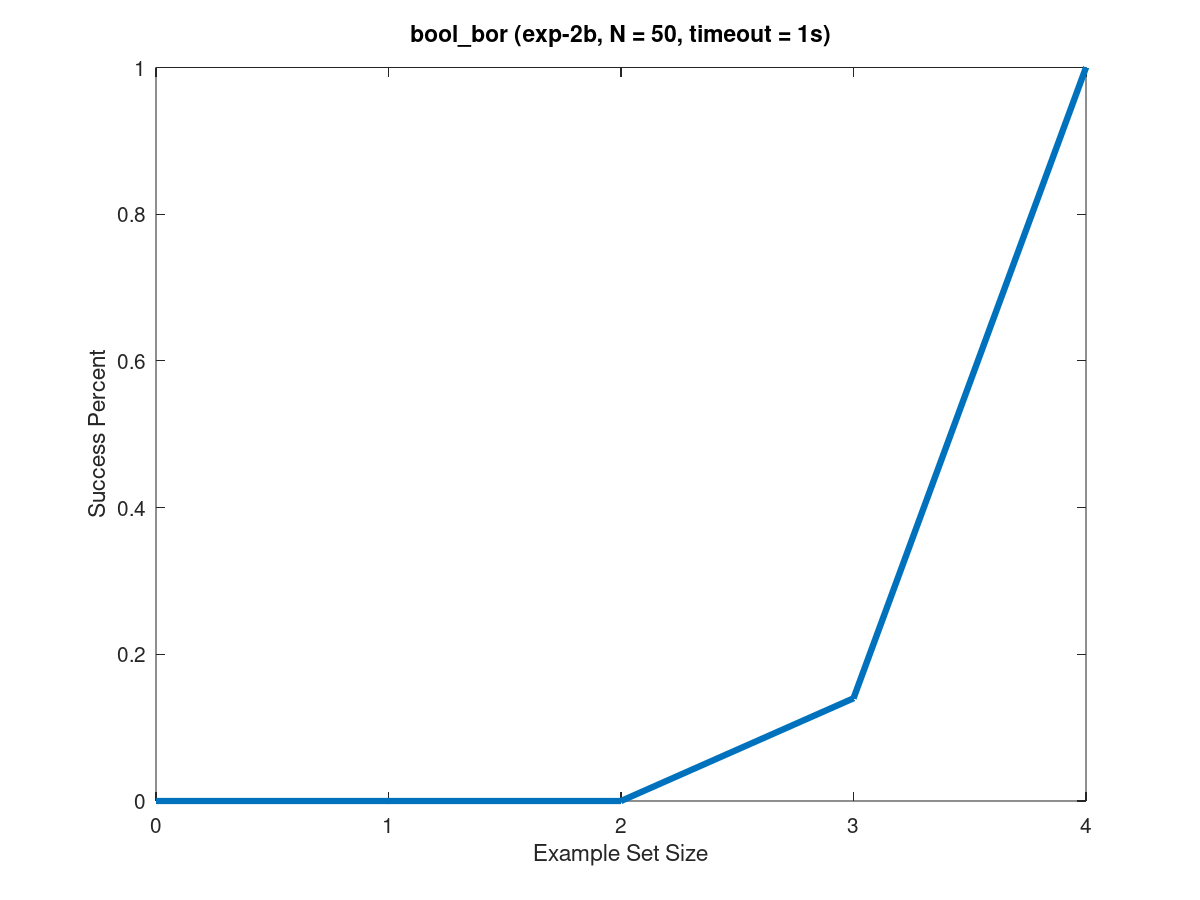 bool_bor (exp-2b, N = 50, timeout = 1s)
1
0.8
0.6
0.4
0.2
0
Success Percent
0 1 2 3 4
Example Set Size